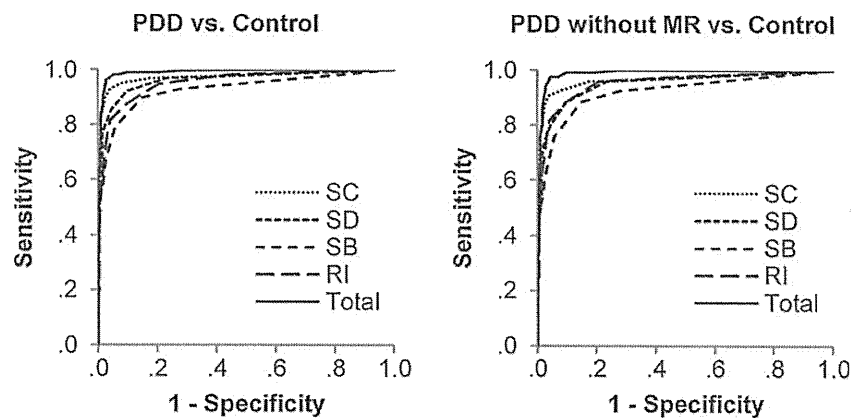 PDD vs. Control
1.0
.8
.6
.4
.2
.0
Sensitivity
SC
SD
SB
RI
Total
.0 .2 .4 .6 .8 1.0
1 - Specificity
PDD without MR vs. Control
1.0
.8
.6
.4
.2
.0
Sensitivity
SC
SD
SB
RI
Total
.0 .2 .4 .6 .8 1.0
1 - Specificity